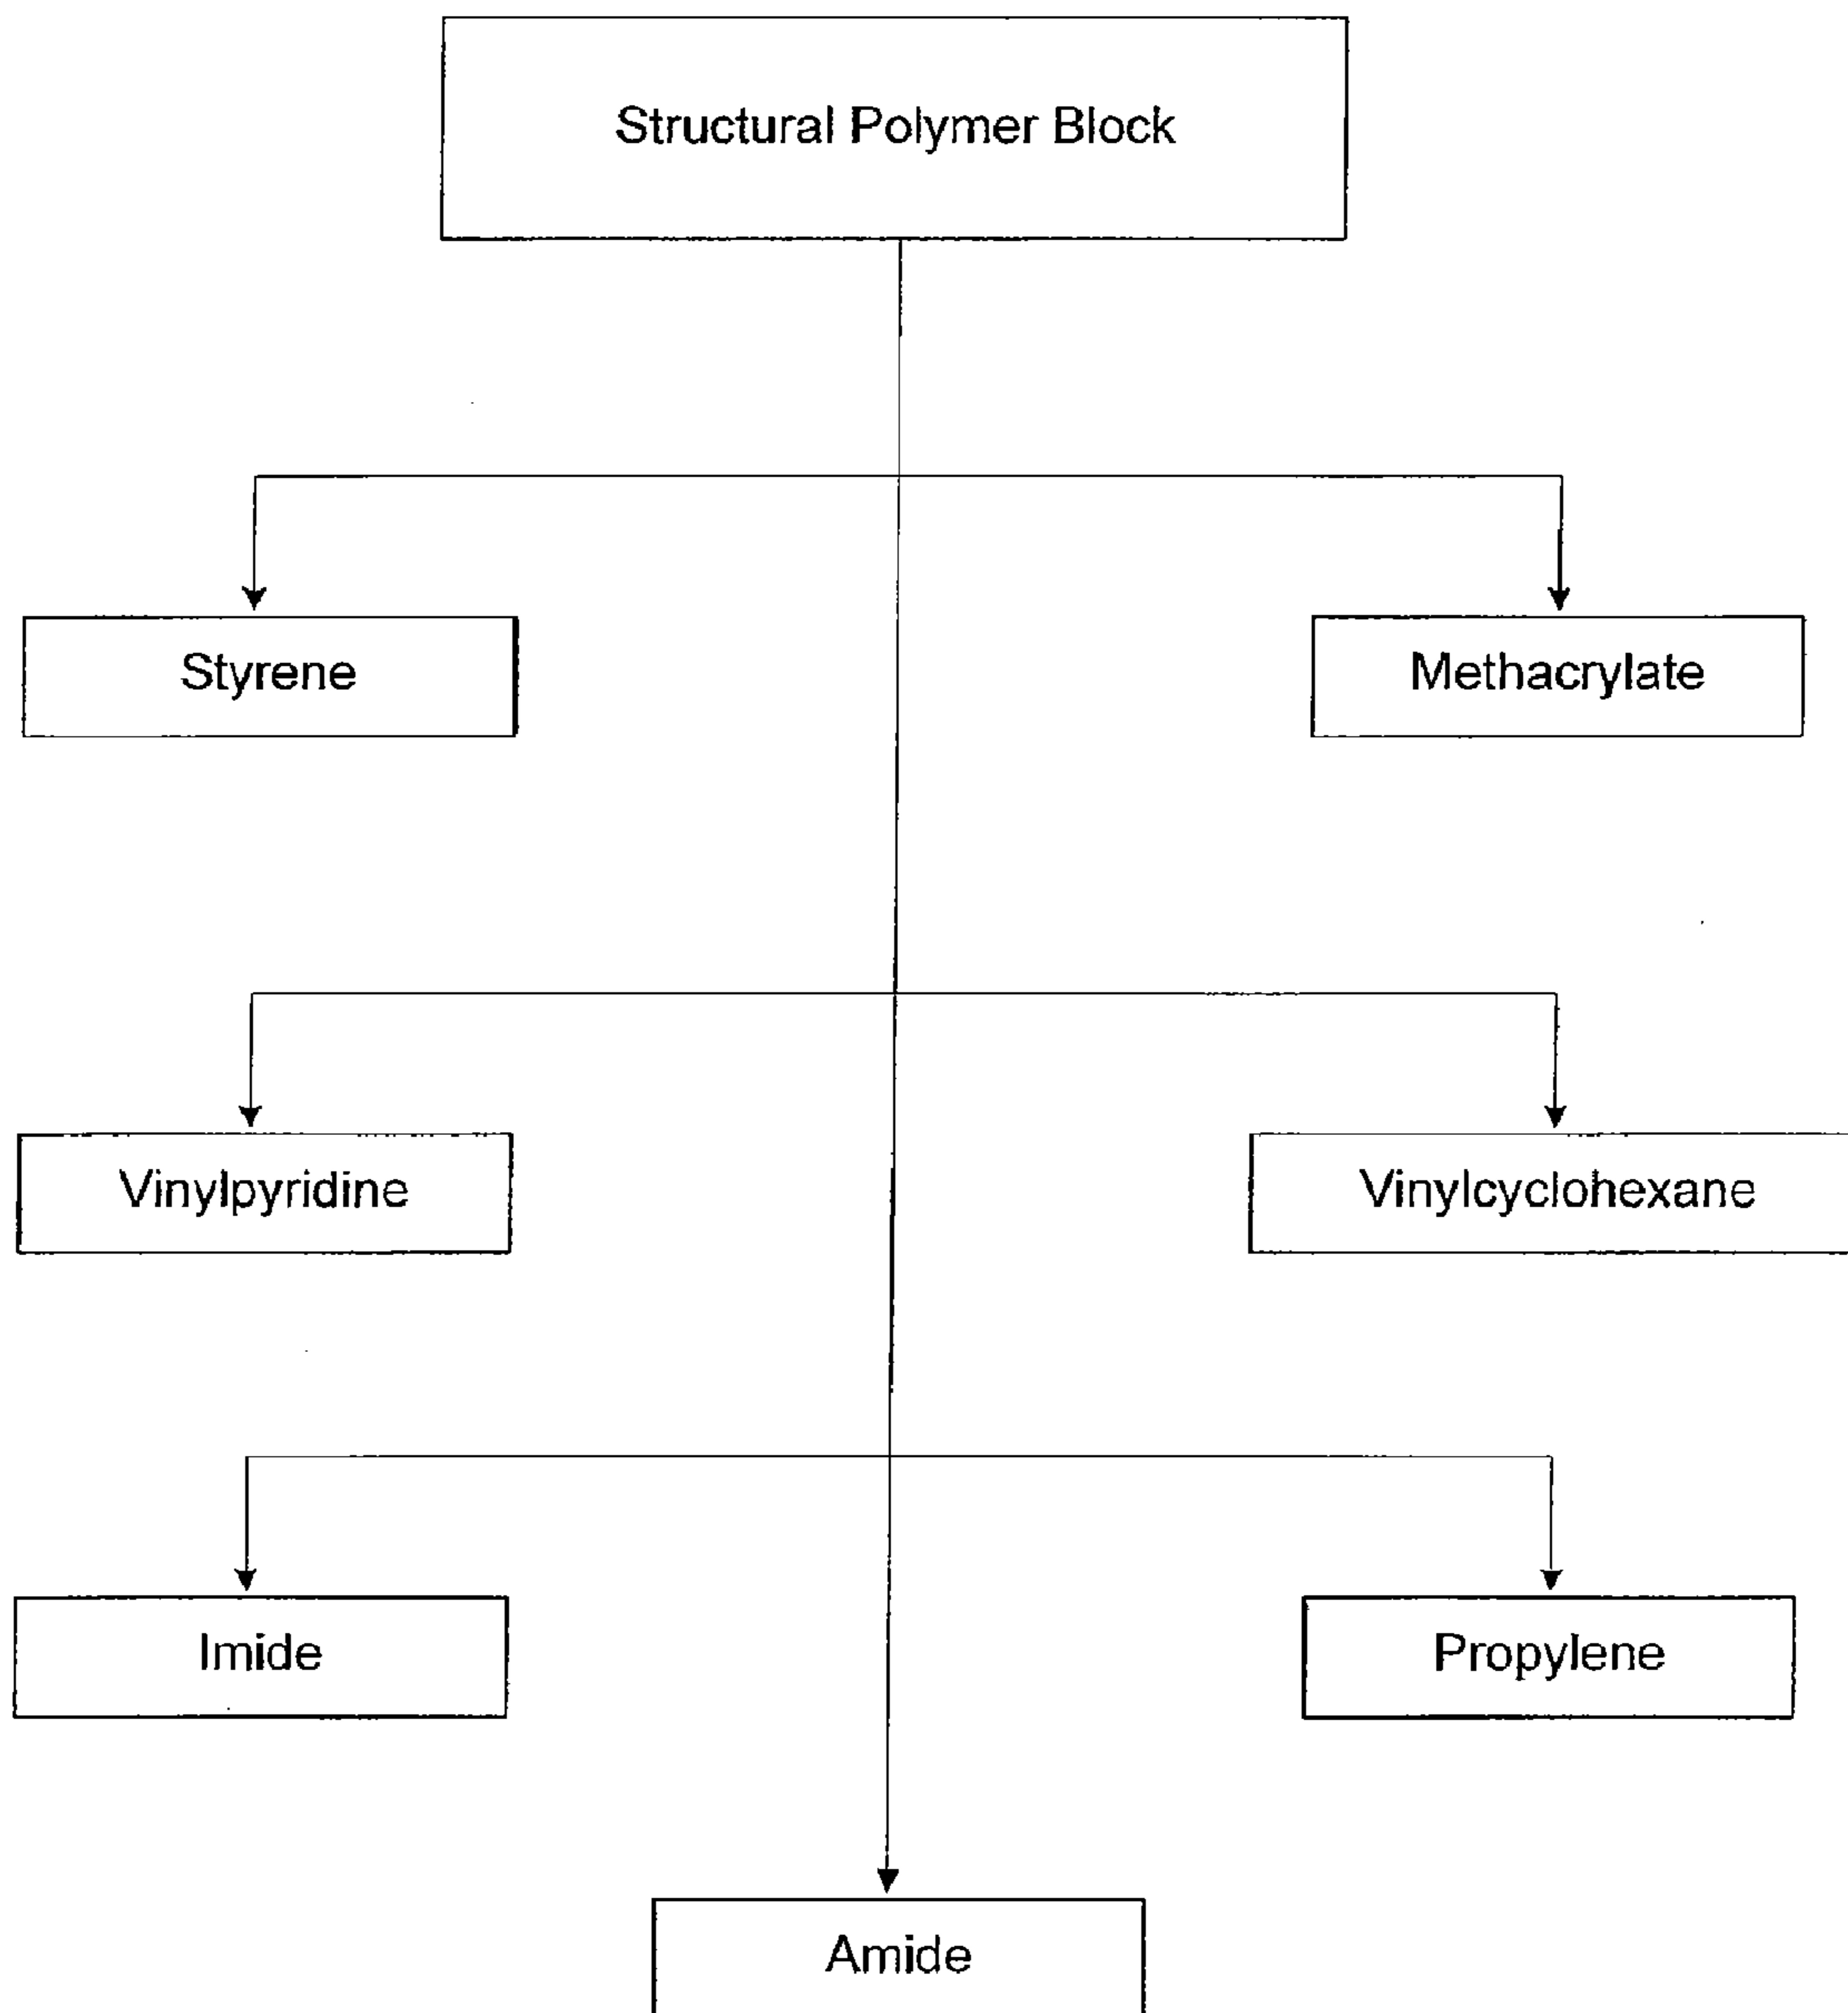 Structural Polymer Block
Styrene
Methacrylate
Vinylpyridine
Vinylcyclohexane
Imide
Propylene
Amide